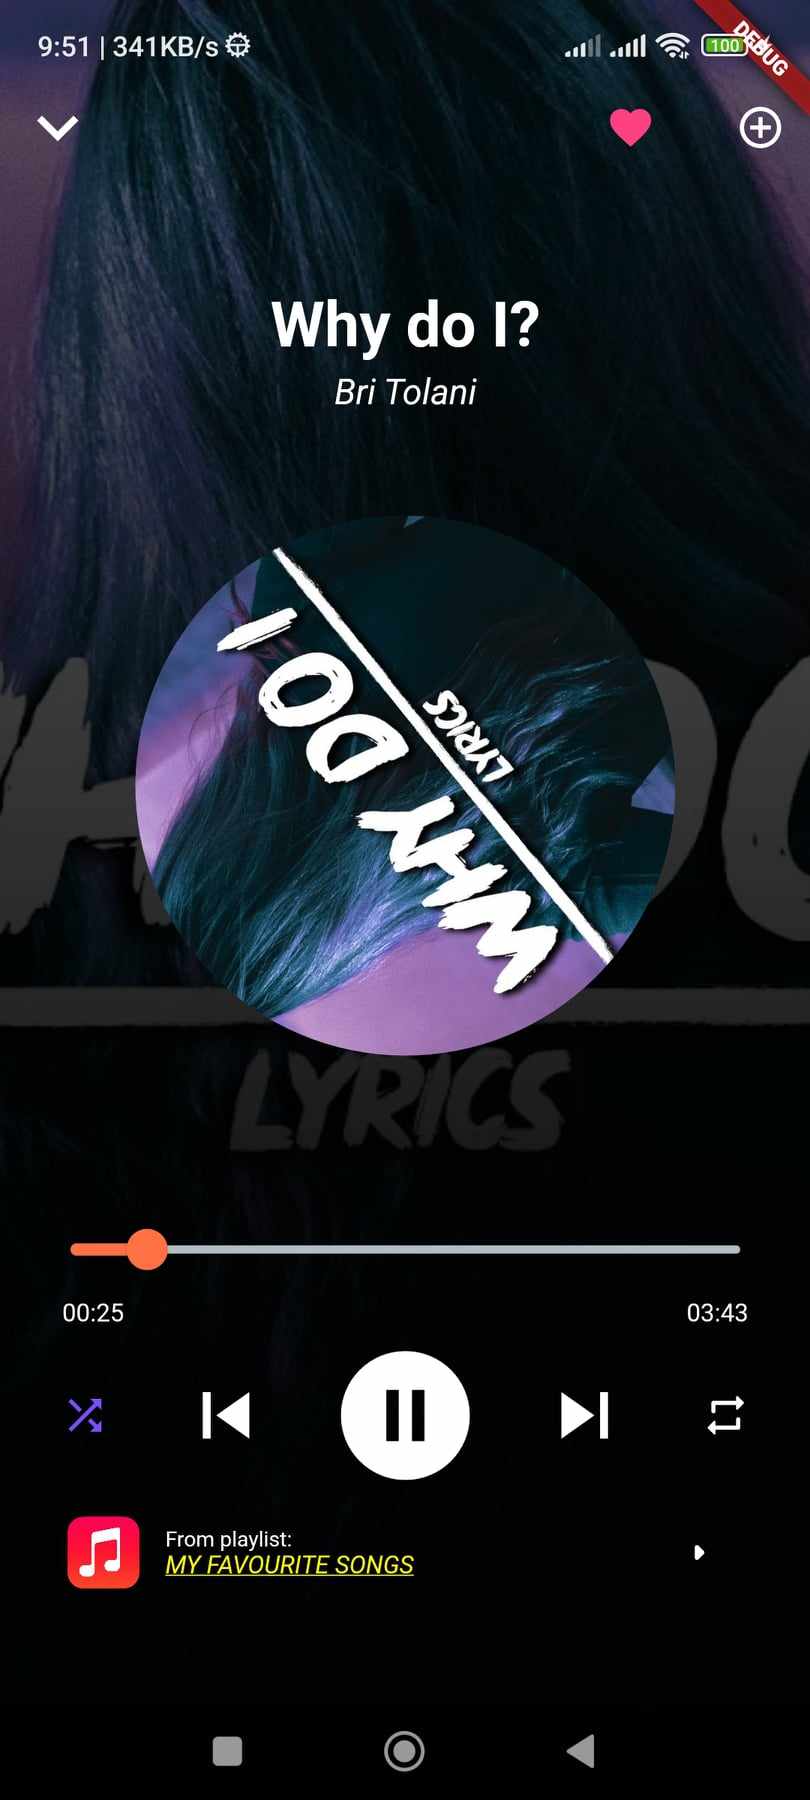 9:51 | 341KB/s
100
DEBUG
Why do I?
Bri Tolani
WHY DO I
LYRICS
LYRICS
00:25
03:43
From playlist:
MY FAVOURITE SONGS